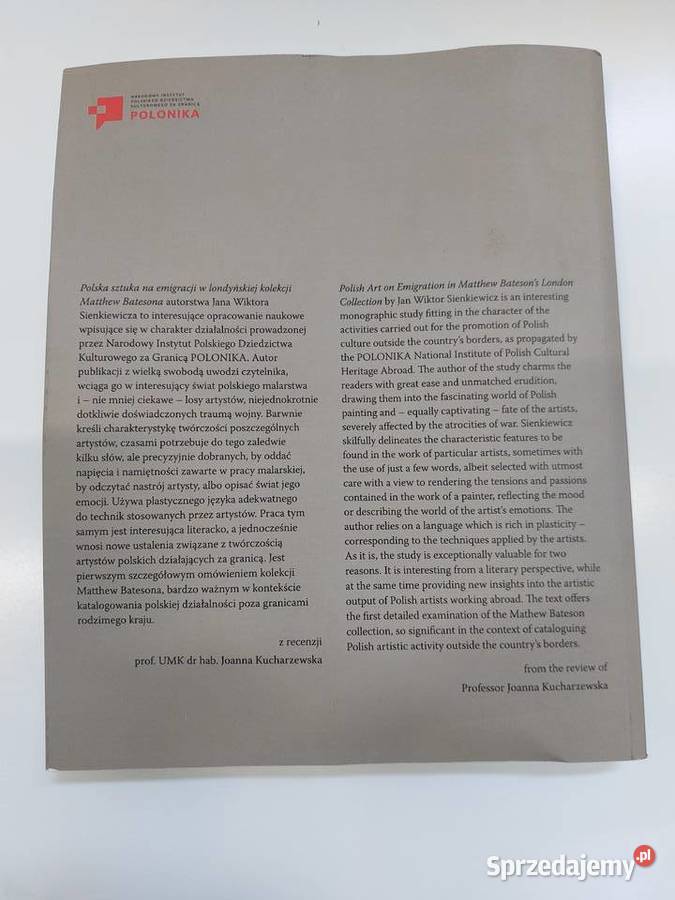 NARODOWY INSTYTUT
POLSKIEGO DZIEDZICTWA
KULTUROWEGO ZA GRANICĄ
POLONIKA
Polska sztuka na emigracji w londyńskiej kolekcji
Matthew Batesona autorstwa Jana Wiktora
Sienkiewicza to interesujące opracowanie naukowe
wpisujące się w charakter działalności prowadzonej
przez Narodowy Instytut Polskiego Dziedzictwa
Kulturowego za Granicą POLONIKA. Autor
publikacji z wielką swobodą uwodzi czytelnika,
wciąga go w interesujący świat polskiego malarstwa
i – nie mniej ciekawe – losy artystów, niejednokrotnie
dotkliwie doświadczonych traumą wojny. Barwnie
kreśli charakterystykę twórczości poszczególnych
artystów, czasami potrzebuje do tego zaledwie
kilku słów, ale precyzyjnie dobranych, by oddać
napięcia i namiętności zawarte w pracy malarskiej,
by odczytać nastrój artysty, albo opisać świat jego
emocji. Używa plastycznego języka adekwatnego
do technik stosowanych przez artystów. Praca tym
samym jest interesująca literacko, a jednocześnie
wnosi nowe ustalenia związane z twórczością
artystów polskich działających za granicą. Jest
pierwszym szczegółowym omówieniem kolekcji
Matthew Batesona, bardzo ważnym w kontekście
katalogowania polskiej działalności poza granicami
rodzimego kraju.
z recenzji
prof. UMK dr hab. Joanna Kucharzewska
Polish Art on Emigration in Matthew Bateson's London
Collection by Jan Wiktor Sienkiewicz is an interesting
monographic study fitting in the character of the
activities carried out for the promotion of Polish
culture outside the country's borders, as propagated by
the POLONIKA National Institute of Polish Cultural
Heritage Abroad. The author of the study charms the
readers with great ease and unmatched erudition,
drawing them into the fascinating world of Polish
painting and – equally captivating – fate of the artists,
severely affected by the atrocities of war. Sienkiewicz
skilfully delineates the characteristic features to be
found in the work of particular artists, sometimes with
the use of just a few words, albeit selected with utmost
care with a view to rendering the tensions and passions
contained in the work of a painter, reflecting the mood
or describing the world of the artist's emotions. The
author relies on a language which is rich in plasticity –
corresponding to the techniques applied by the artists.
As it is, the study is exceptionally valuable for two
reasons. It is interesting from a literary perspective, while
at the same time providing new insights into the artistic
output of Polish artists working abroad. The text offers
the first detailed examination of the Mathew Bateson
collection, so significant in the context of cataloguing
Polish artistic activity outside the country's borders.
from the review of
Professor Joanna Kucharzewska
Sprzedajemy.pl